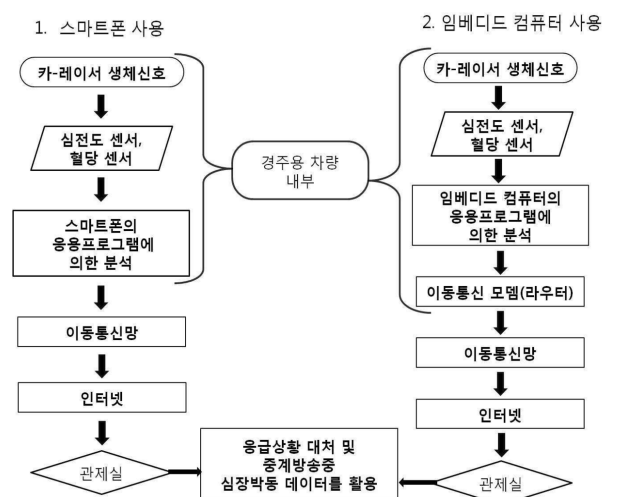 1. 스마트폰 사용
카-레이서 생체신호
심전도 센서,
혈당 센서
스마트폰의
응용프로그램에
의한 분석
이동통신망
인터넷
관제실
경주용 차량
내부
응급상황 대처 및
중계방송중
심장박동 데이터를 활용
2. 임베디드 컴퓨터 사용
카-레이서 생체신호
심전도 센서,
혈당 센서
임베디드 컴퓨터의
응용프로그램에
의한 분석
이동통신 모뎀(라우터)
이동통신망
인터넷
관제실